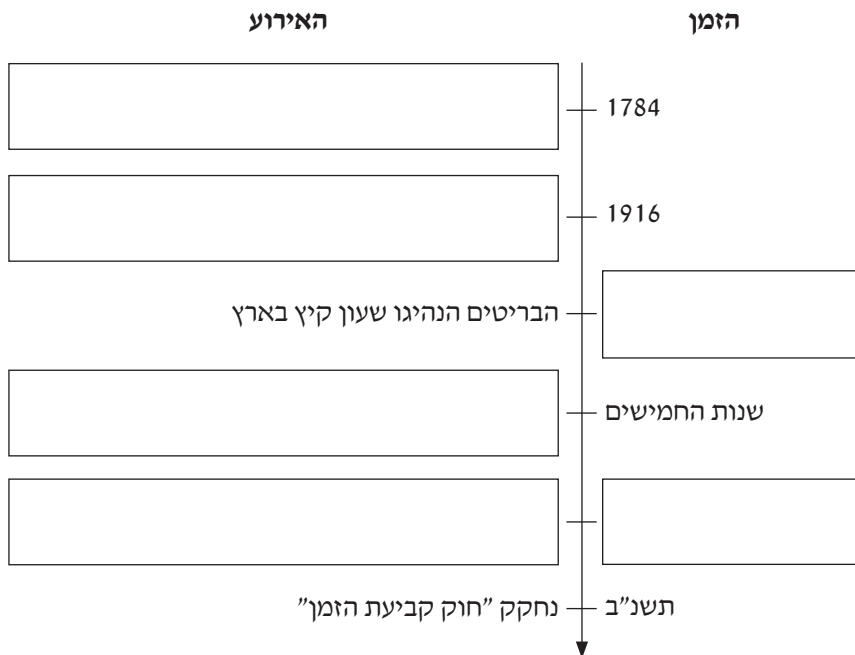 הזמן האירוע
1784
1916
הבריטים הנהיגו שעון קיץ בארץ
שנות החמישים
תשנ"ב נחקק "חוק קביעת הזמן"